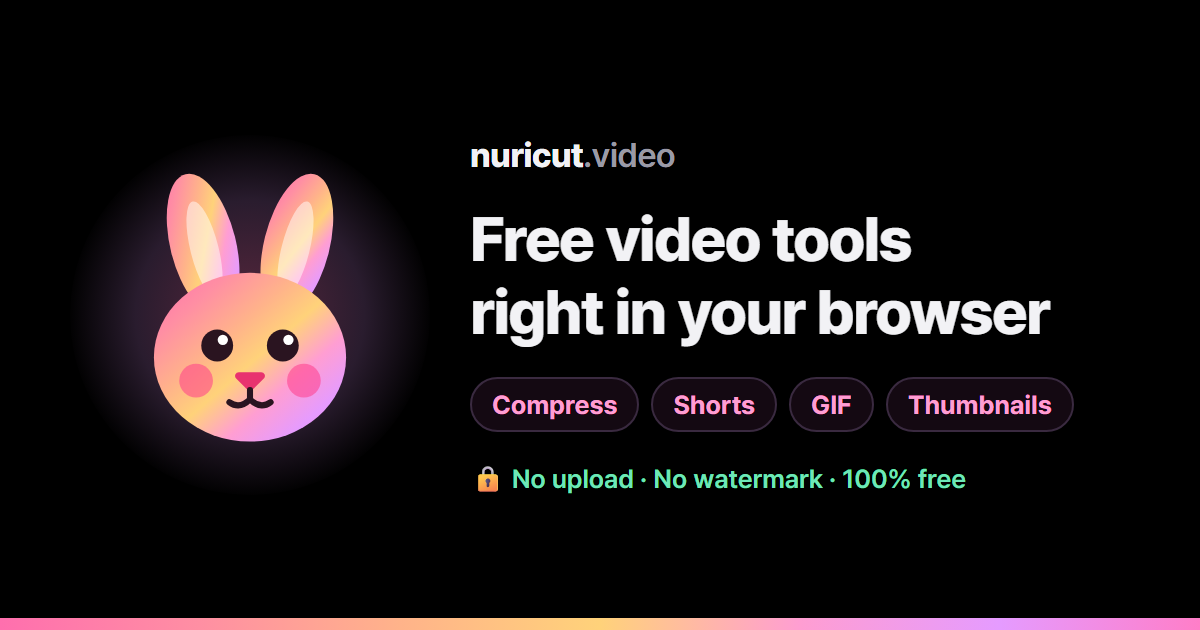 nuricut.video
Free video tools
right in your browser
Compress Shorts GIF Thumbnails
No upload · No watermark · 100% free